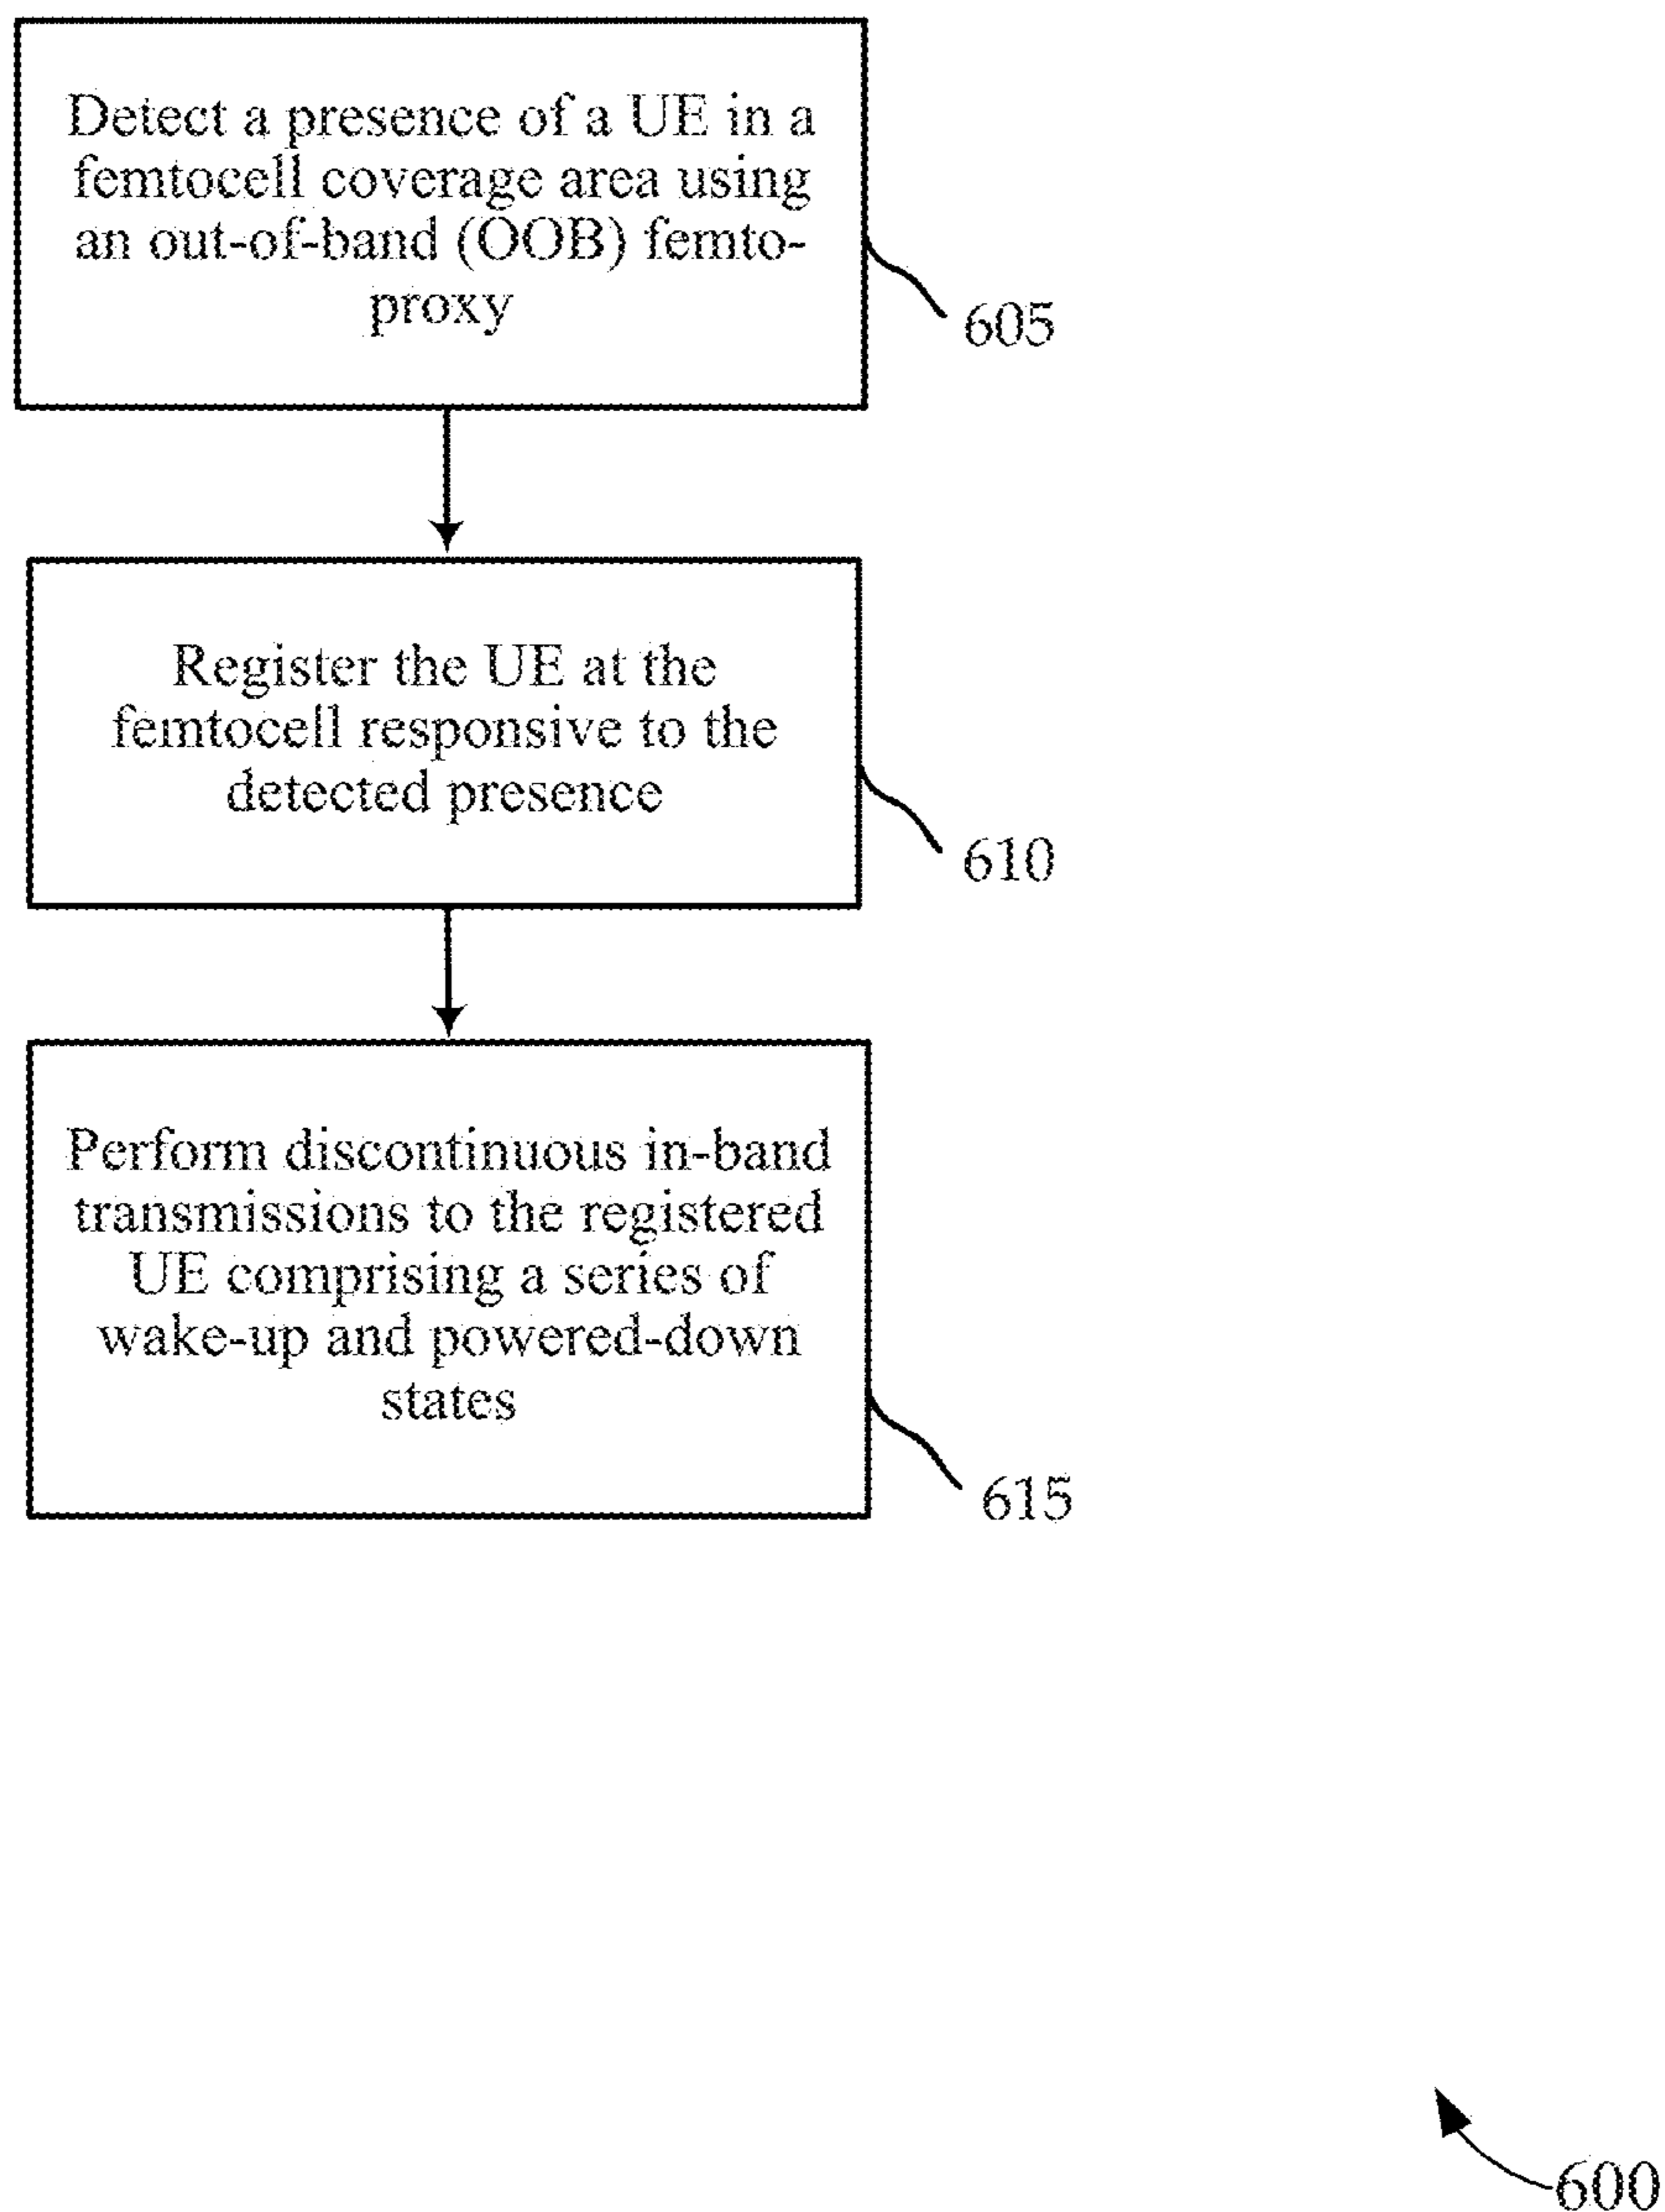 Detect a presence of a UE in a
femtocell coverage area using
an out-of-band (OOB) femto-
proxy
605
Register the UE at the
femtocell responsive to the
detected presence
610
Perform discontinuous in-band
transmissions to the registered
UE comprising a series of
wake-up and powered-down
states
615
600